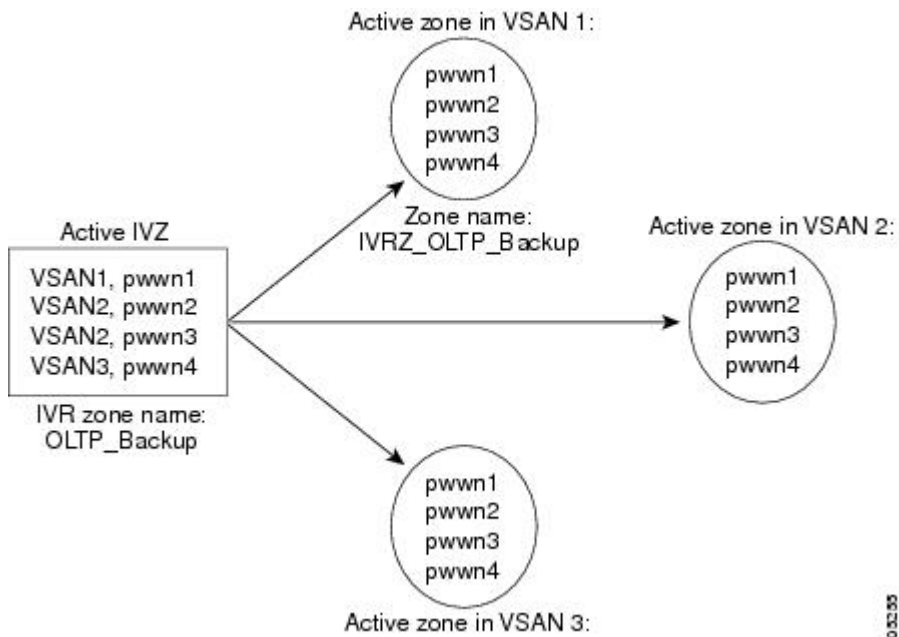 Active zone in VSAN 1:
pwwn1
pwwn2
pwwn3
pwwn4
Zone name:
IVRZ_OLTP_Backup
Active IVZ
VSAN1, pwwn1
VSAN2, pwwn2
VSAN2, pwwn3
VSAN3, pwwn4
IVR zone name:
OLTP_Backup
Active zone in VSAN 2:
pwwn1
pwwn2
pwwn3
pwwn4
pwwn1
pwwn2
pwwn3
pwwn4
Active zone in VSAN 3: